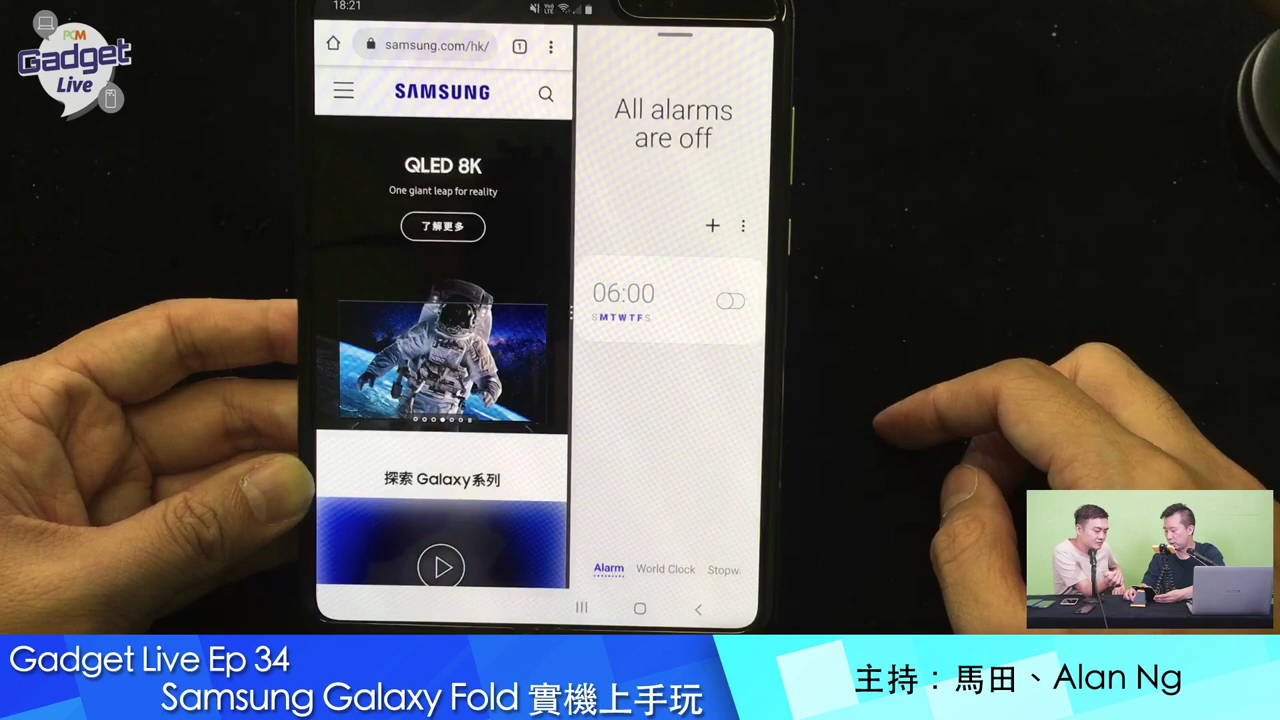 PCM
Gadget
Live
18:21
samsung.com/hk/
1
SAMSUNG
QLED 8K
One giant leap for reality
了解更多
探索 Galaxy系列
All alarms
are off
06:00
SMTWTFS
Alarm World Clock Stopw
Gadget Live Ep 34
Samsung Galaxy Fold 實機上手玩
主持：馬田、Alan Ng